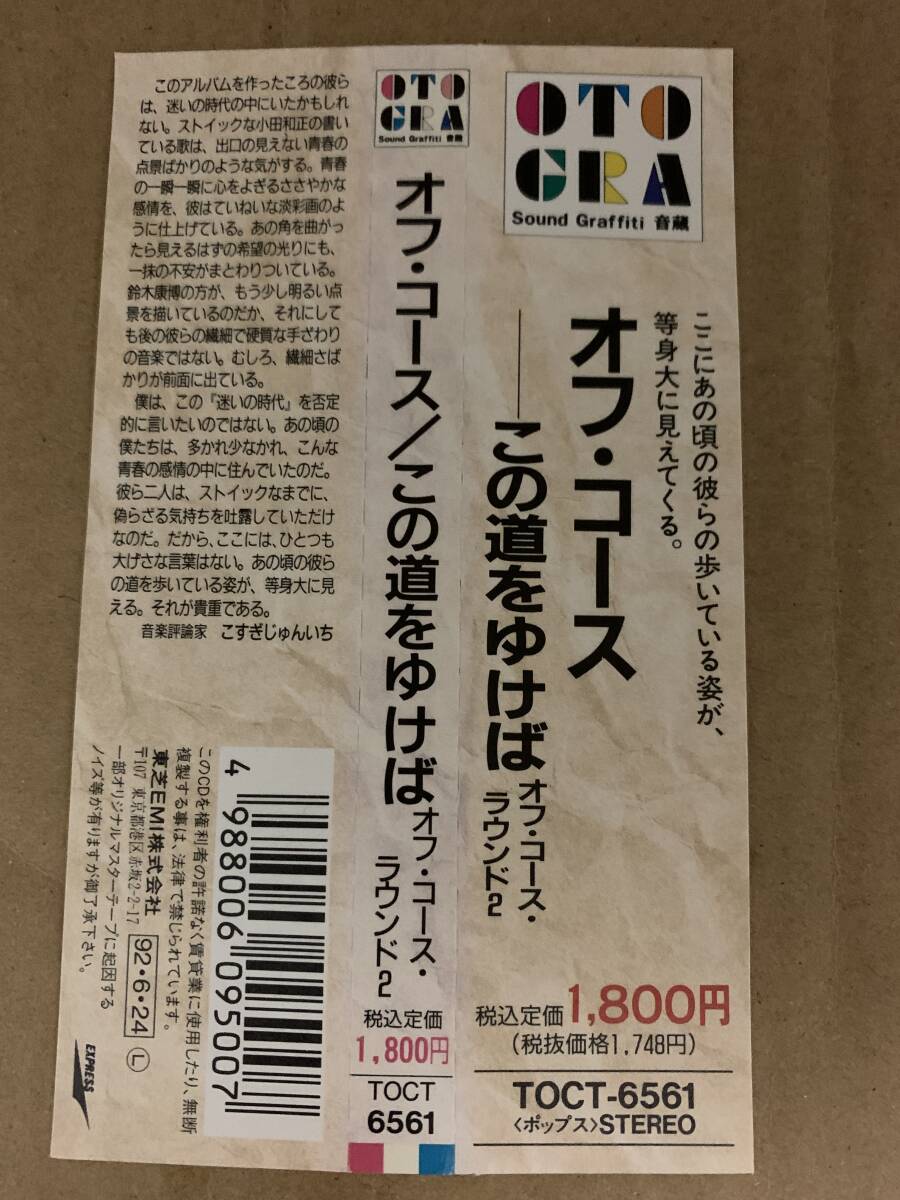 OTO
GRA
Sound Graffiti 音蔵
ここにあの頃の彼らの歩いている姿が、
等身大に見えてくる。
オフ・コース
──この道をゆけば
オフ・コース・
ラウンド2
税込定価1,800円
(税抜価格1,748円)
TOCT-6561
〈ポップス〉STEREO
OTO
GRA
Sound Graffiti 音蔵
オフ・コース/この道をゆけば
オフ・コース・
ラウンド2
税込定価
1,800円
TOCT
6561
このアルバムを作ったころの彼ら
は、迷いの時代の中にいたかもしれ
ない。ストイックな小田和正の書い
ている歌は、出口の見えない青春の
点景ばかりのような気がする。青春
の一瞬一瞬に心をよぎるささやかな
感情を、彼はていねいな淡彩画のよ
うに仕上げている。あの角を曲がっ
たら見えるはずの希望の光りにも、
一抹の不安がまとわりついている。
鈴木康博の方が、もう少し明るい点
景を描いているのだか、それにして
も後の彼らの繊細で硬質な手ざわり
の音楽ではない。むしろ、繊細さば
かりが前面に出ている。
僕は、この『迷いの時代』を否定
的に言いたいのではない。あの頃の
僕たちは、多かれ少なかれ、こんな
青春の感情の中に住んでいたのだ。
彼ら二人は、ストイックなまでに、
偽らざる気持ちを吐露していただけ
なのだ。だから、ここには、ひとつも
大げさな言葉はない。あの頃の彼ら
の道を歩いている姿が、等身大に見
える。それが貴重である。
音楽評論家 こすぎじゅんいち
4 988006 095007
このCDを権利者の許諾なく賃貸業に使用したり、無断
複製する事は、法律で禁じられています。
東芝EMI株式会社
〒107 東京都港区赤坂2-2-17
92・6・24 Ⓛ
一部オリジナルマスターテープに起因する
ノイズ等が有りますが御了承下さい。
EXPRESS